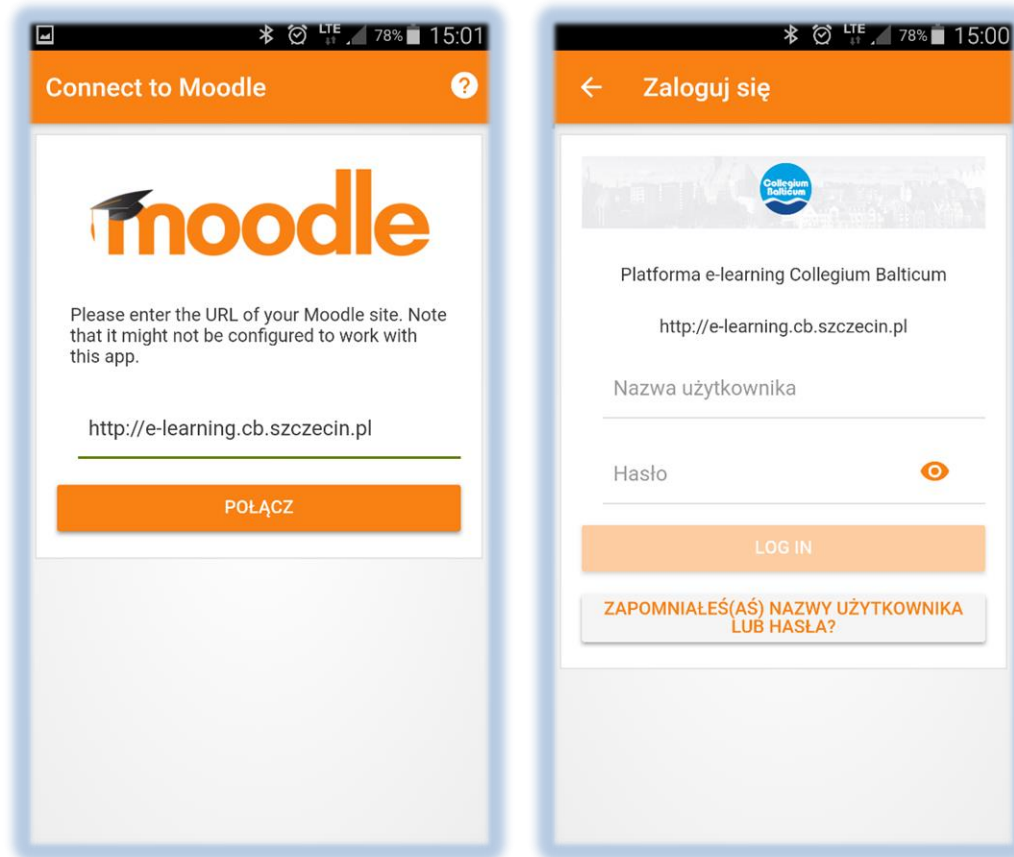 LTE 78% 15:01
Connect to Moodle ?
moodle
Please enter the URL of your Moodle site. Note
that it might not be configured to work with
this app.
http://e-learning.cb.szczecin.pl
POŁĄCZ
LTE 78% 15:00
Zaloguj się
Collegium
Balticum
Platforma e-learning Collegium Balticum
http://e-learning.cb.szczecin.pl
Nazwa użytkownika
Hasło
LOG IN
ZAPOMNIAŁEŚ(AŚ) NAZWY UŻYTKOWNIKA
LUB HASŁA?